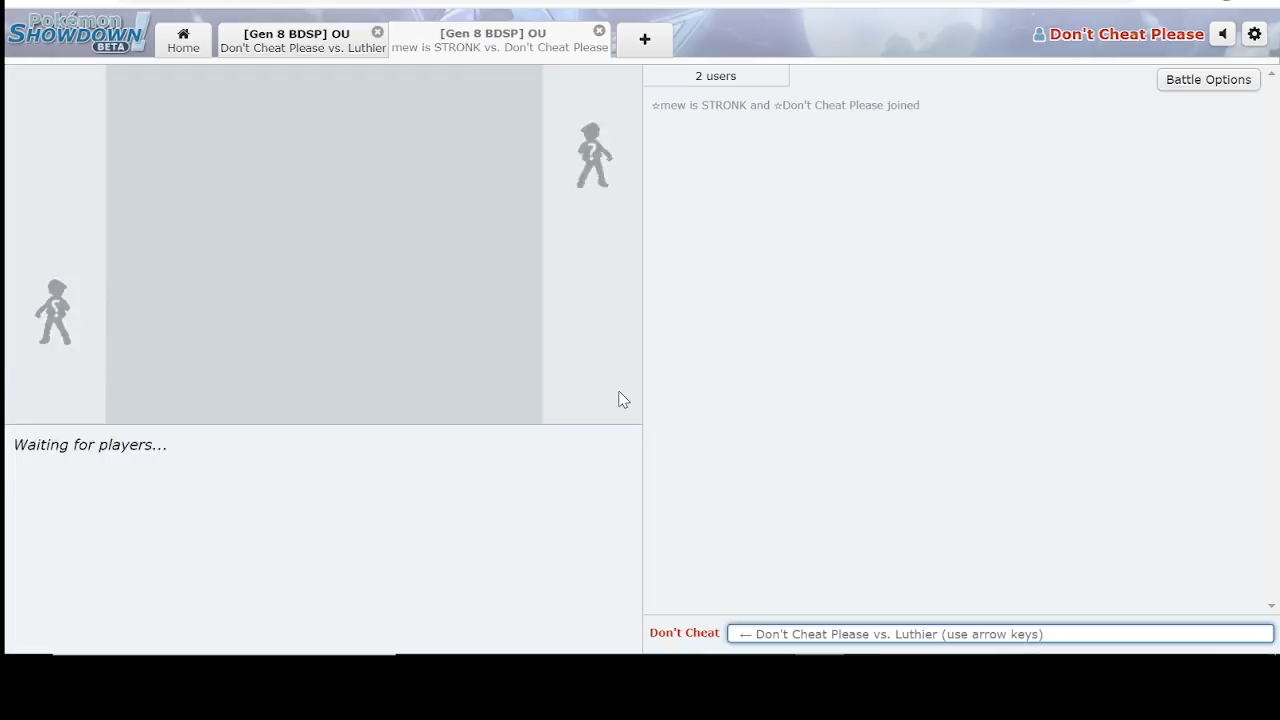 Pokémon
SHOWDOWN!
BETA
Home
[Gen 8 BDSP] OU
Don't Cheat Please vs. Luthier
[Gen 8 BDSP] OU
mew is STRONK vs. Don't Cheat Please
+
Don't Cheat Please
2 users
Battle Options
☆mew is STRONK and ☆Don't Cheat Please joined
?
?
Waiting for players...
Don't Cheat
← Don't Cheat Please vs. Luthier (use arrow keys)